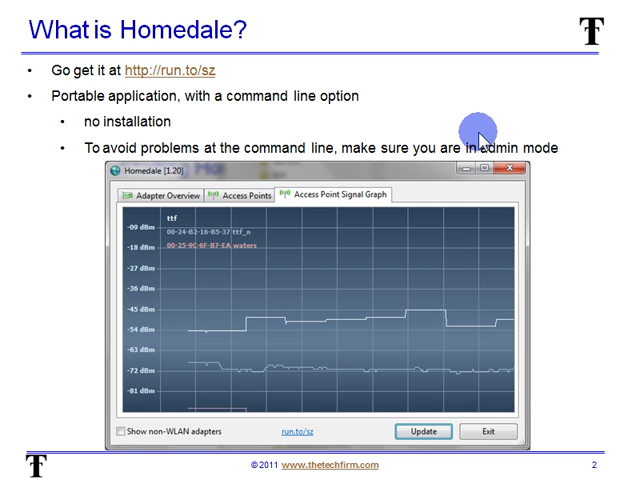 What is Homedale?
TT
• Go get it at http://run.to/sz
• Portable application, with a command line option
• no installation
• To avoid problems at the command line, make sure you are in admin mode
Homedale [1.20]
Adapter Overview Access Points Access Point Signal Graph
ttf
-09 dBm
00-24-B2-16-B5-37 ttf_n
-18 dBm 00-25-9C-6F-B7-EA waters
-27 dBm
-36 dBm
-45 dBm
-54 dBm
-63 dBm
-72 dBm
-81 dBm
Show non-WLAN adapters run.to/sz Update Exit
TT © 2011 www.thetechfirm.com 2